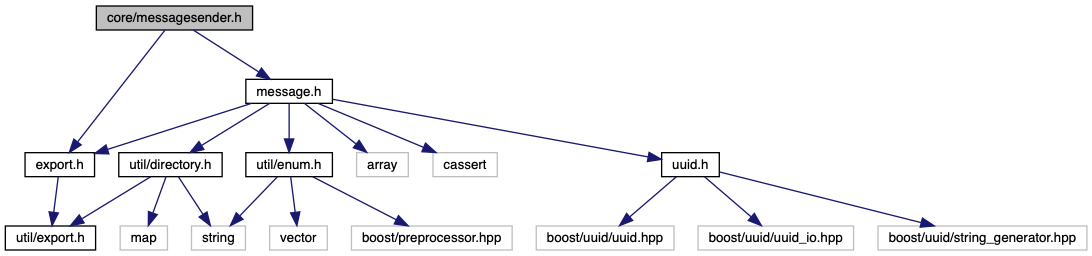 core/messagesender.h
message.h
export.h
util/directory.h
util/enum.h
array
cassert
uuid.h
util/export.h
map
string
vector
boost/preprocessor.hpp
boost/uuid/uuid.hpp
boost/uuid/uuid_io.hpp
boost/uuid/string_generator.hpp